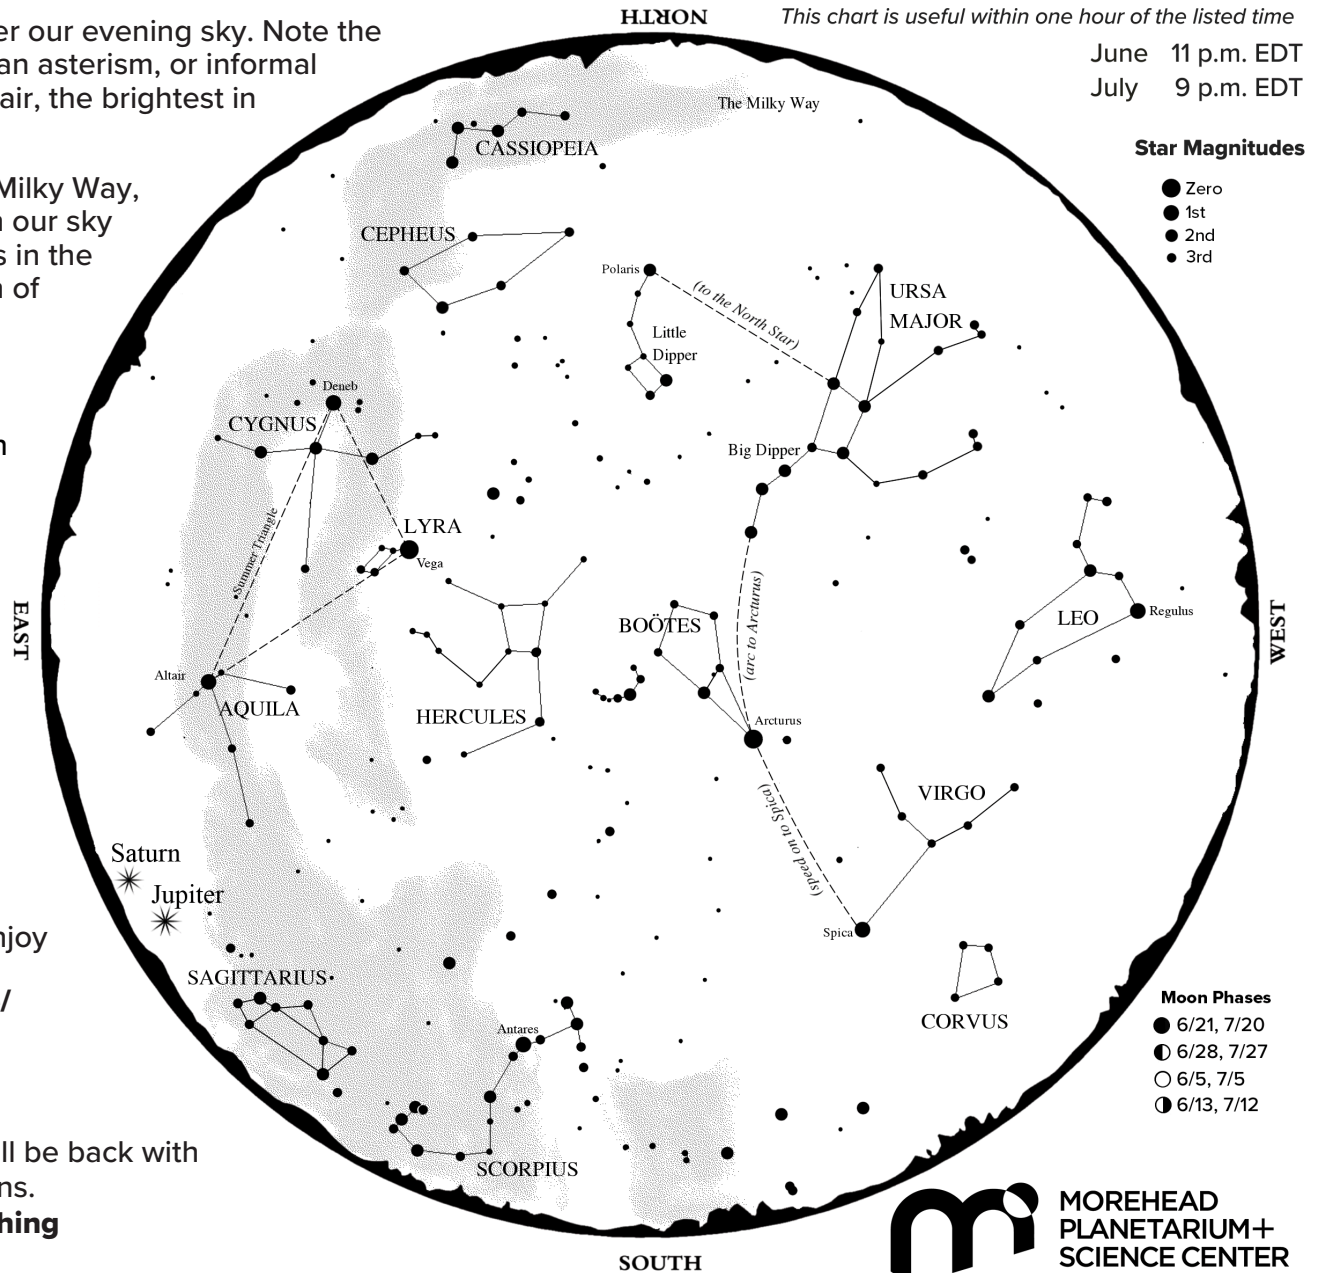 er our evening sky. Note the
an asterism, or informal
air, the brightest in
Milky Way,
n our sky
s in the
n of
n
njoy
/
ll be back with
ns.
hing
NORTH
This chart is useful within one hour of the listed time
June 11 p.m. EDT
July 9 p.m. EDT
Star Magnitudes
Zero
1st
2nd
3rd
The Milky Way
CASSIOPEIA
CEPHEUS
Polaris
(to the North Star)
URSA
MAJOR
Little
Dipper
Deneb
CYGNUS
Big Dipper
Summer Triangle
LYRA
Vega
EAST
(arc to Arcturus)
BOÖTES
LEO
Regulus
WEST
Altair
AQUILA
HERCULES
Arcturus
(speed on to Spica)
VIRGO
Saturn
Jupiter
Spica
SAGITTARIUS
Antares
CORVUS
SCORPIUS
SOUTH
Moon Phases
6/21, 7/20
6/28, 7/27
6/5, 7/5
6/13, 7/12
MOREHEAD
PLANETARIUM+
SCIENCE CENTER